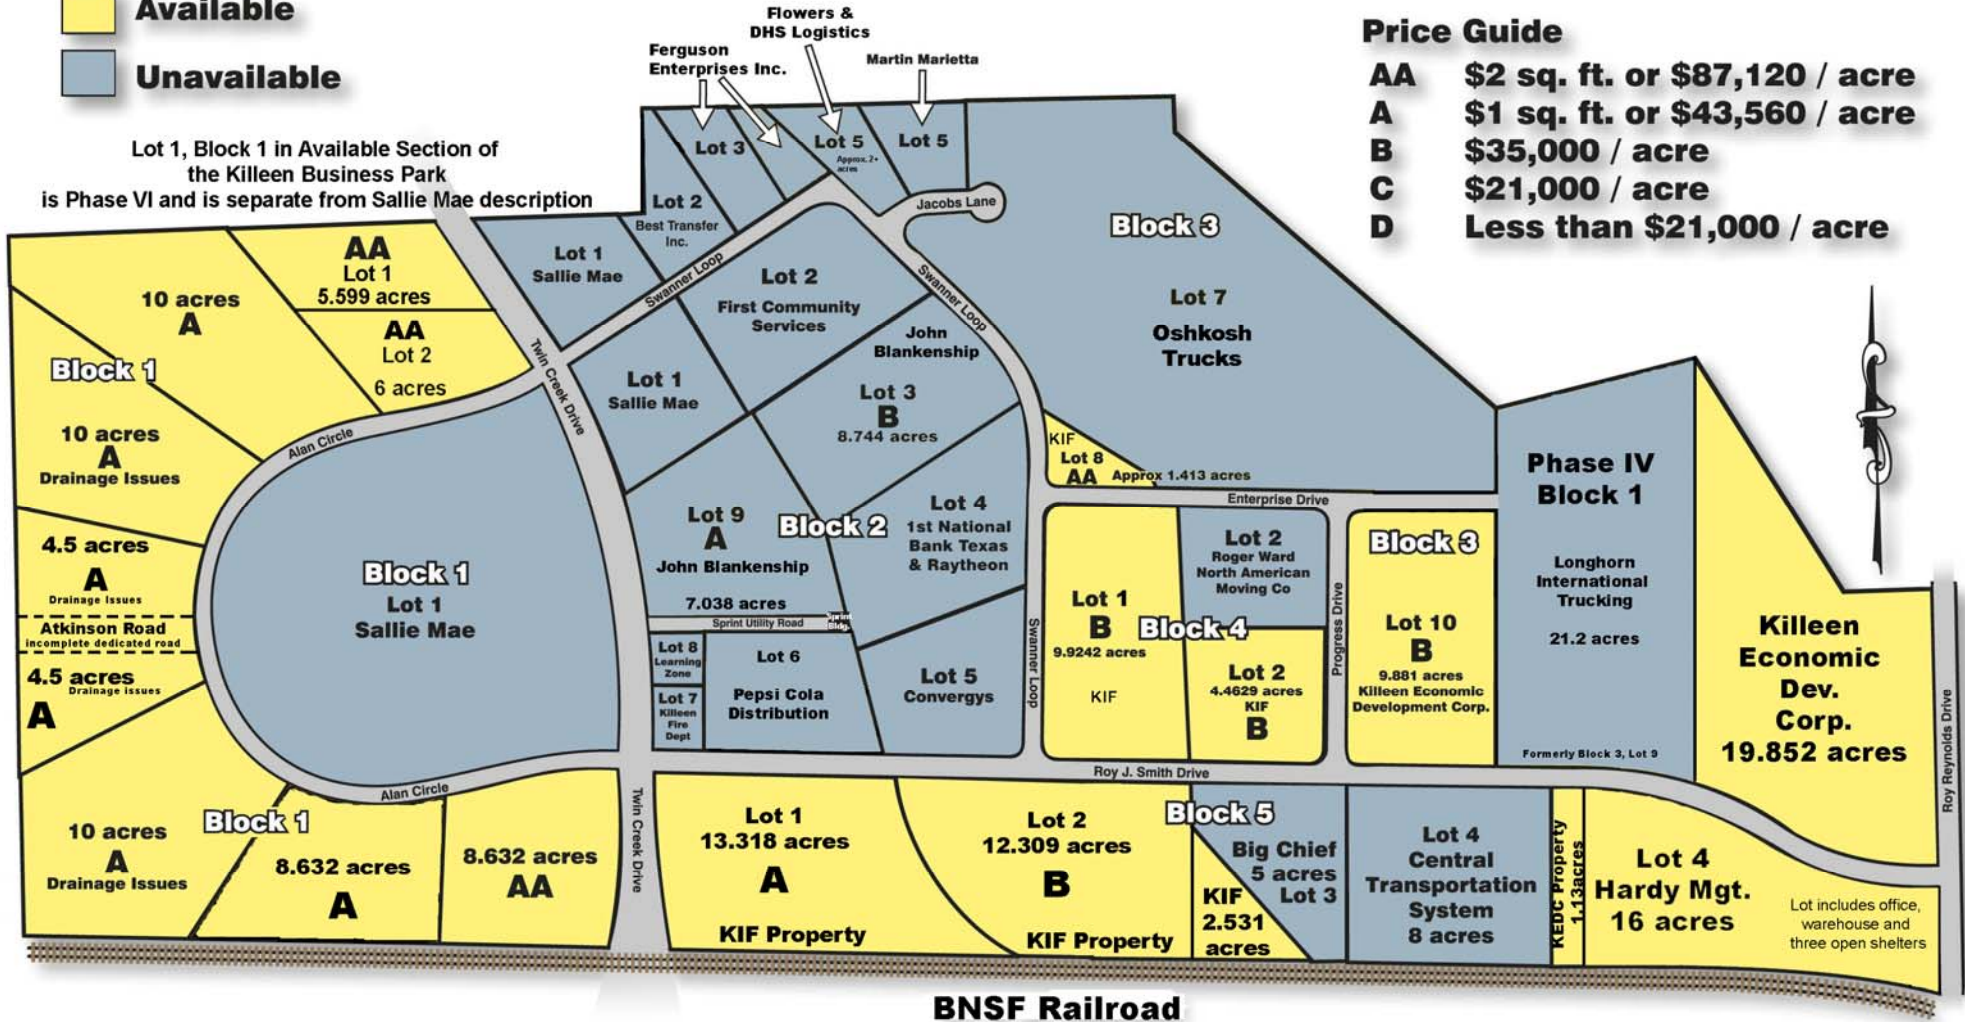 Available
Unavailable
Lot 1, Block 1 in Available Section of
the Killeen Business Park
is Phase VI and is separate from Sallie Mae description
Flowers &
DHS Logistics
Ferguson
Enterprises Inc.
Martin Marietta
Price Guide
AA $2 sq. ft. or $87,120 / acre
A $1 sq. ft. or $43,560 / acre
B $35,000 / acre
C $21,000 / acre
D Less than $21,000 / acre
Lot 3
Lot 5
Approx. 2+
acres
Lot 5
Lot 2
Best Transfer
Inc.
Jacobs Lane
Block 3
Lot 7
Oshkosh
Trucks
AA
Lot 1
5.599 acres
AA
Lot 2
6 acres
10 acres
A
Block 1
10 acres
A
Drainage Issues
Lot 1
Sallie Mae
Swanner Loop
Lot 2
First Community
Services
Swanner Loop
John
Blankenship
Lot 3
B
8.744 acres
Lot 1
Sallie Mae
Twin Creek Drive
Alan Circle
KIF
Lot 8
AA Approx 1.413 acres
Enterprise Drive
Phase IV
Block 1
Longhorn
International
Trucking
21.2 acres
Formerly Block 3, Lot 9
4.5 acres
A
Drainage Issues
Atkinson Road
incomplete dedicated road
4.5 acres
Drainage issues
A
Block 1
Lot 1
Sallie Mae
Lot 9
A
John Blankenship
7.038 acres
Block 2
Lot 4
1st National
Bank Texas
& Raytheon
Sprint Utility Road
Sprint
Bldg.
Lot 8
Learning
Zone
Lot 7
Killeen
Fire
Dept
Lot 6
Pepsi Cola
Distribution
Lot 5
Convergys
Swanner Loop
Lot 1
B
9.9242 acres
KIF
Block 4
Lot 2
Roger Ward
North American
Moving Co
Lot 2
4.4629 acres
KIF
B
Progress Drive
Block 3
Lot 10
B
9.881 acres
Killeen Economic
Development Corp.
Killeen
Economic
Dev.
Corp.
19.852 acres
Roy Reynolds Drive
Roy J. Smith Drive
Alan Circle
10 acres
A
Drainage Issues
Block 1
8.632 acres
A
8.632 acres
AA
Twin Creek Drive
Lot 1
13.318 acres
A
KIF Property
Lot 2
12.309 acres
B
KIF Property
Block 5
Big Chief
5 acres
Lot 3
KIF
2.531
acres
Lot 4
Central
Transportation
System
8 acres
KEDC Property
1.13acres
Lot 4
Hardy Mgt.
16 acres
Lot includes office,
warehouse and
three open shelters
BNSF Railroad